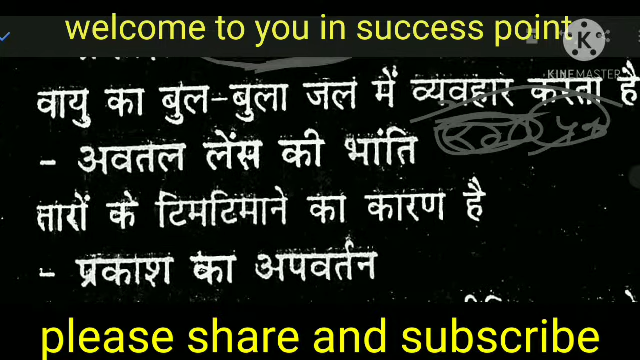 welcome to you in success point
KINEMASTER
वायु का बुल-बुला जल में व्यवहार करता है
- अवतल लेंस की भांति
तारों के टिमटिमाने का कारण है
- प्रकाश का अपवर्तन
please share and subscribe